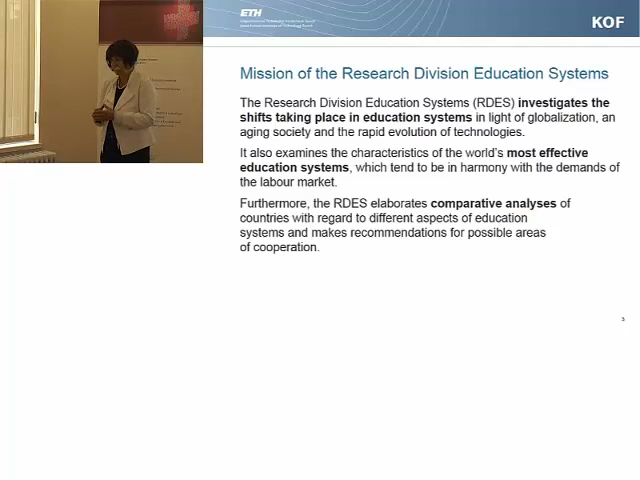 ETH
KOF
Mission of the Research Division Education Systems
The Research Division Education Systems (RDES) investigates the
shifts taking place in education systems in light of globalization, an
aging society and the rapid evolution of technologies.
It also examines the characteristics of the world's most effective
education systems, which tend to be in harmony with the demands of
the labour market.
Furthermore, the RDES elaborates comparative analyses of
countries with regard to different aspects of education
systems and makes recommendations for possible areas
of cooperation.
3